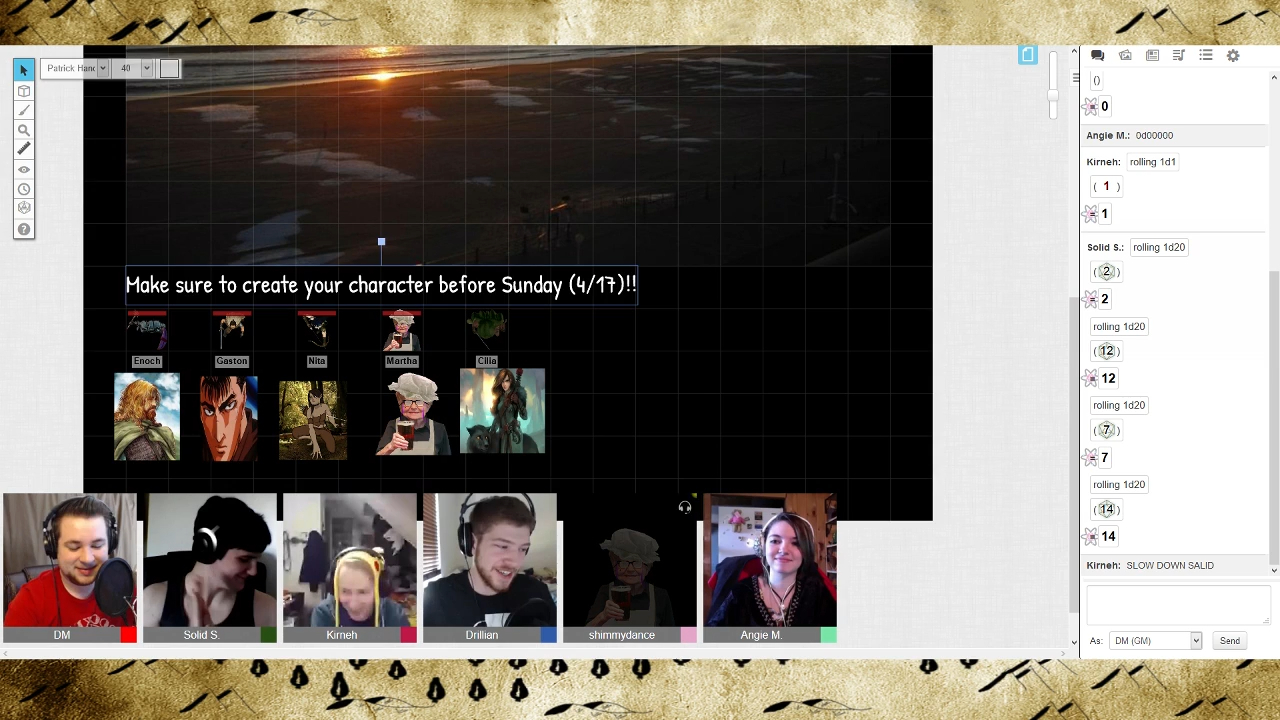 Patrick Hand 40
Make sure to create your character before Sunday (4/17)!!
Enoch Gaston Nita Martha Cilia
DM Solid S. Kirneh Drillian shimmydance Angie M.
()
0
Angie M.: 0d00000
Kirneh: rolling 1d1
( 1 )
= 1
Solid S.: rolling 1d20
(2)
= 2
rolling 1d20
(12)
= 12
rolling 1d20
(7)
= 7
rolling 1d20
(14)
= 14
Kirneh: SLOW DOWN SALID
As: DM (GM) Send